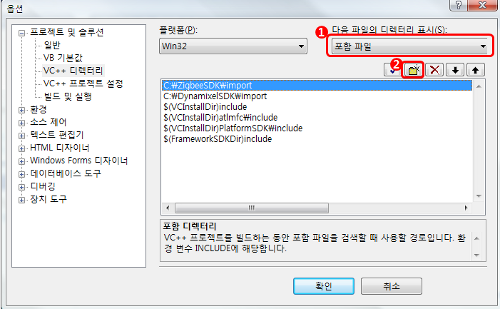 옵션
프로젝트 및 솔루션
일반
VB 기본값
VC++ 디렉터리
VC++ 프로젝트 설정
빌드 및 실행
환경
소스 제어
텍스트 편집기
HTML 디자이너
Windows Forms 디자이너
데이터베이스 도구
디버깅
장치 도구
플랫폼(P):
Win32
1
다음 파일의 디렉터리 표시(S):
포함 파일
2
C:₩ZigbeeSDK₩import
C:₩DynamixelSDK₩import
$(VCInstallDir)include
$(VCInstallDir)atlmfc₩include
$(VCInstallDir)PlatformSDK₩include
$(FrameworkSDKDir)include
포함 디렉터리
VC++ 프로젝트를 빌드하는 동안 포함 파일을 검색할 때 사용할 경로입니다. 환
경 변수 INCLUDE에 해당합니다.
확인
취소